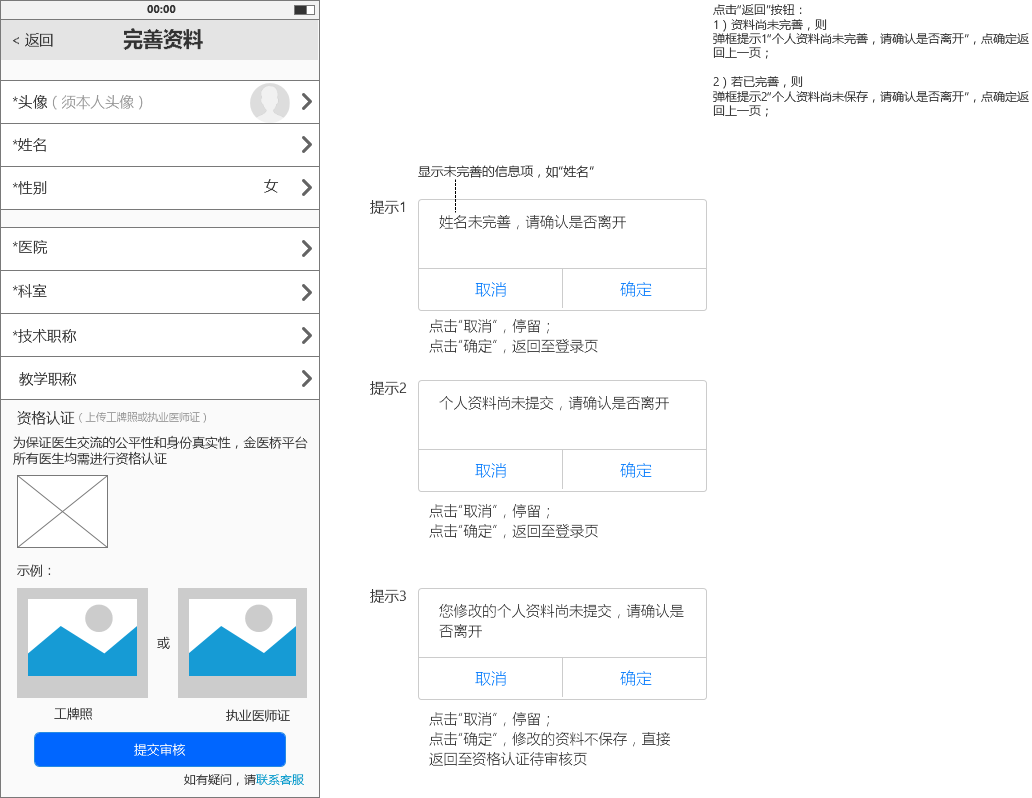 00:00
< 返回
完善资料
*头像（须本人头像）
*姓名
*性别
女
*医院
*科室
*技术职称
教学职称
资格认证（上传工牌照或执业医师证）
为保证医生交流的公平性和身份真实性，金医桥平台
所有医生均需进行资格认证
示例：
或
工牌照
执业医师证
提交审核
如有疑问，请联系客服
点击“返回”按钮：
1）资料尚未完善，则
弹框提示1“个人资料尚未完善，请确认是否离开”，点确定返
回上一页；
2）若已完善，则
弹框提示2“个人资料尚未保存，请确认是否离开”，点确定返
回上一页；
显示未完善的信息项，如“姓名”
提示1
姓名未完善，请确认是否离开
取消
确定
点击“取消”，停留；
点击“确定”，返回至登录页
提示2
个人资料尚未提交，请确认是否离开
取消
确定
点击“取消”，停留；
点击“确定”，返回至登录页
提示3
您修改的个人资料尚未提交，请确认是
否离开
取消
确定
点击“取消”，停留；
点击“确定”，修改的资料不保存，直接
返回至资格认证待审核页